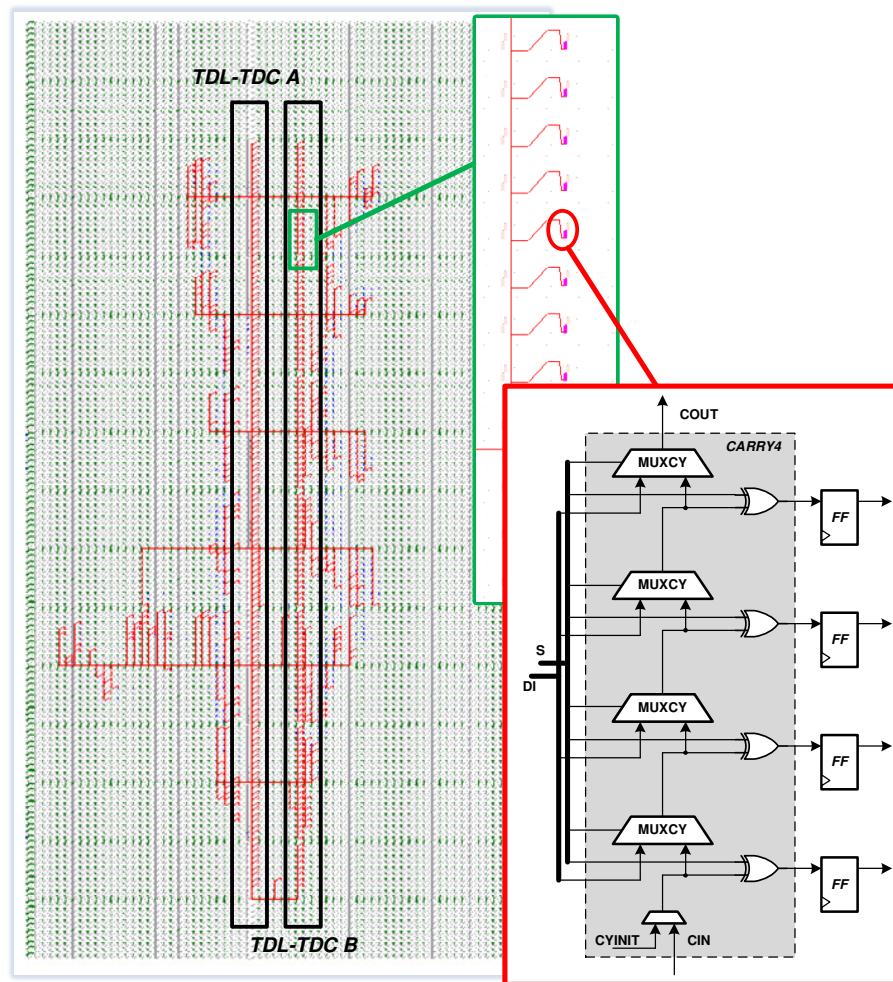 TDL-TDC A
COUT
CARRY4
MUXCY
FF
MUXCY
FF
S
DI
MUXCY
FF
MUXCY
FF
CYINIT
CIN
TDL-TDC B